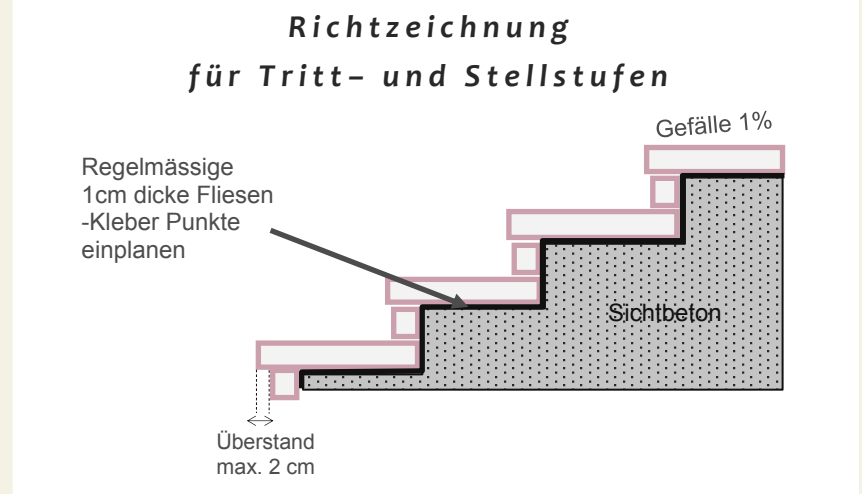 Richtzeichnung
für Tritt– und Stellstufen
Gefälle 1%
Regelmässige
1cm dicke Fliesen
-Kleber Punkte
einplanen
Sichtbeton
Überstand
max. 2 cm